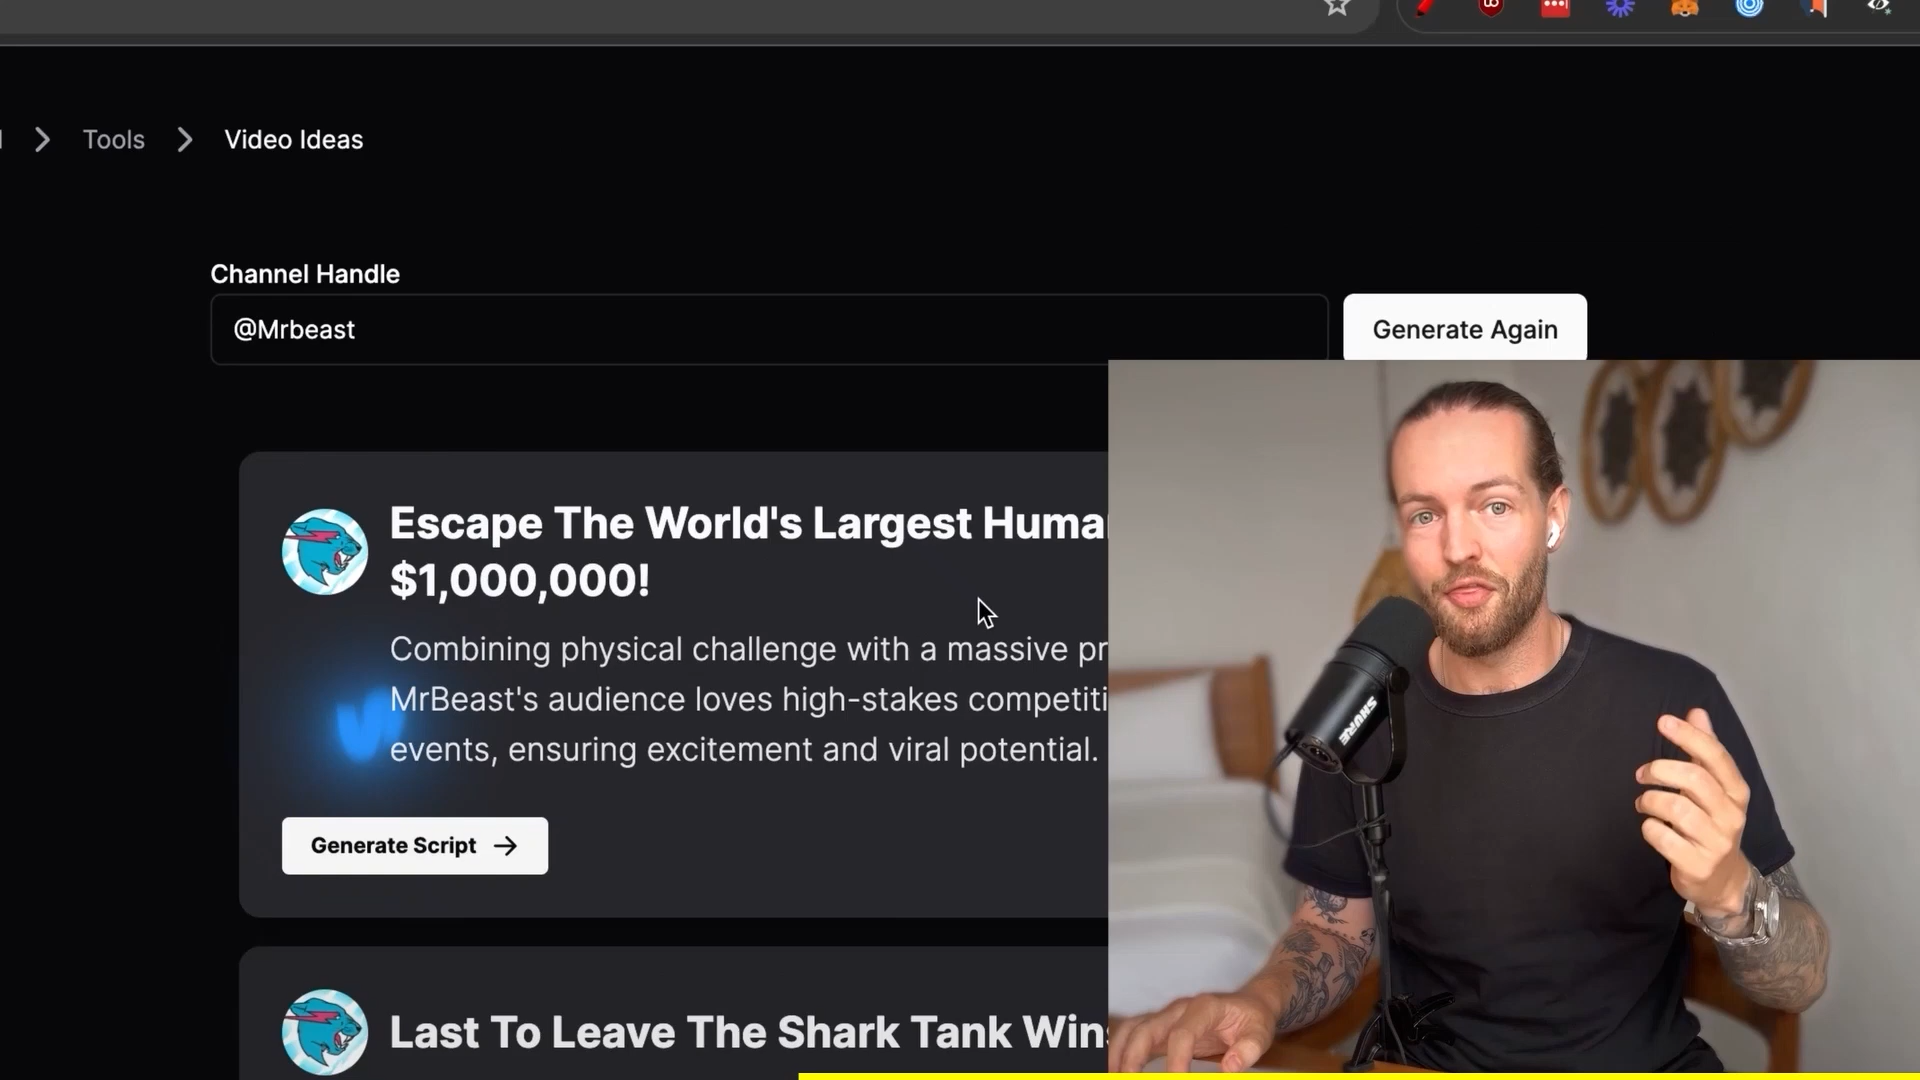 Tools
Video Ideas
Channel Handle
@Mrbeast
Generate Again
Escape The World's Largest Huma
$1,000,000!
Combining physical challenge with a massive pr
MrBeast's audience loves high-stakes competiti
events, ensuring excitement and viral potential.
Generate Script
Last To Leave The Shark Tank Wins
SHURE